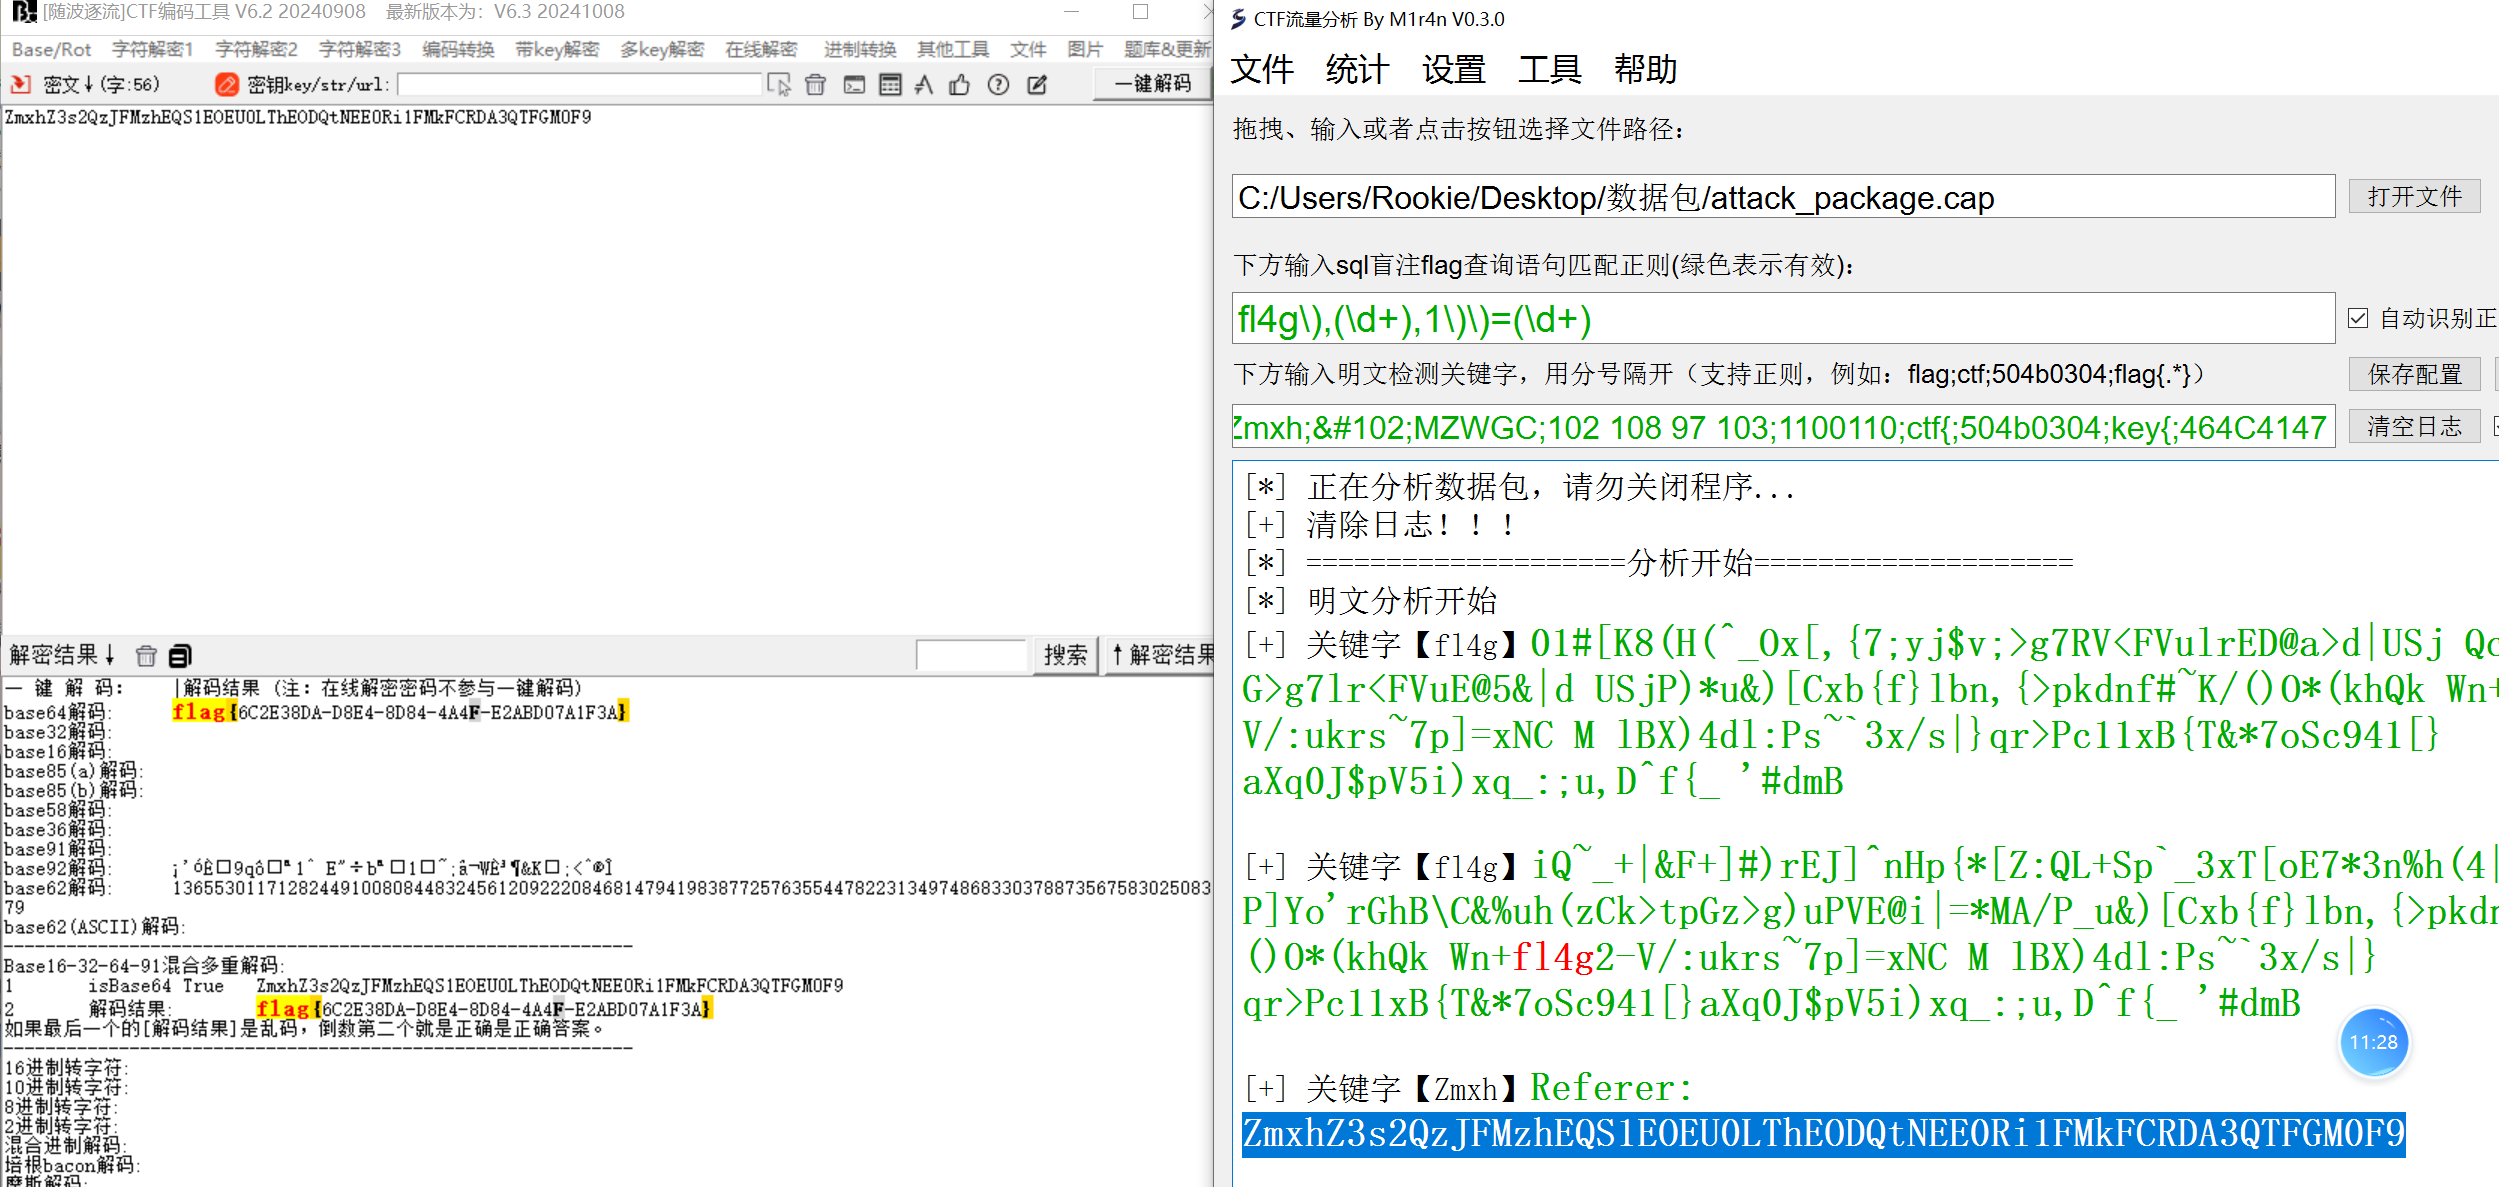 [随波逐流]CTF编码工具 V6.2 20240908 最新版本为：V6.3 20241008
Base/Rot 字符解密1 字符解密2 字符解密3 编码转换 带key解密 多key解密 在线解密 进制转换 其他工具 文件 图片 题库&更新
密文↓(字:56) 密钥key/str/url: 一键解码
ZmxhZ3s2QzJFMzhEQS1EOEU0LThEODQtNEE0Ri1FMkFCRDA3QTFGM0F9
解密结果↓ 搜索 ↑解密结果
一 键 解 码: |解码结果 (注: 在线解密密码不参与一键解码)
base64解码: flag{6C2E38DA-D8E4-8D84-4A4F-E2ABD07A1F3A}
base32解码:
base16解码:
base85(a)解码:
base85(b)解码:
base58解码:
base36解码:
base91解码:
base92解码:
base62解码:
79
base62(ASCII)解码:
Base16-32-64-91混合多重解码:
1 isBase64 True ZmxhZ3s2QzJFMzhEQS1EOEU0LThEODQtNEE0Ri1FMkFCRDA3QTFGM0F9
2 解码结果: flag{6C2E38DA-D8E4-8D84-4A4F-E2ABD07A1F3A}
如果最后一个的[解码结果]是乱码，倒数第二个就是正确是正确答案。
16进制转字符:
10进制转字符:
8进制转字符:
2进制转字符:
混合进制解码:
培根bacon解码:
摩斯解码:
CTF流量分析 By M1r4n V0.3.0
文件 统计 设置 工具 帮助
拖拽、输入或者点击按钮选择文件路径：
C:/Users/Rookie/Desktop/数据包/attack_package.cap 打开文件
下方输入sql盲注flag查询语句匹配正则(绿色表示有效)：
fl4g\),(\d+),1\)\)=(\d+) 自动识别正
下方输入明文检测关键字，用分号隔开（支持正则，例如：flag;ctf;504b0304;flag{.*}） 保存配置
Zmxh;&#102;MZWGC;102 108 97 103;1100110;ctf{;504b0304;key{;464C4147 清空日志
[*] 正在分析数据包，请勿关闭程序...
[+] 清除日志！！！
[*] ====================分析开始====================
[*] 明文分析开始
[+] 关键字【fl4g】01#[K8(H(^_Ox[,{7;yj$v;>g7RV<FVulrED@a>d|USj Qc
G>g7lr<FVuE@5&|d USjP)*u&)[Cxb{f}lbn,{>pkdnf#~K/()O*(khQk Wn+
V/:ukrs~7p]=xNC M lBX)4dl:Ps~`3x/s|}qr>Pc11xB{T&*7oSc941[}
aXq0J$pV5i)xq_:;u,D^f{_ '#dmB
[+] 关键字【fl4g】iQ~_+|&F+]#)rEJ]^nHp{*[Z:QL+Sp`_3xT[oE7*3n%h(4|
P]Yo'rGhB\C&%uh(zCk>tpGz>g)uPVE@i|=*MA/P_u&)[Cxb{f}lbn,{>pkdn
()O*(khQk Wn+fl4g2-V/:ukrs~7p]=xNC M lBX)4dl:Ps~`3x/s|}
qr>Pc11xB{T&*7oSc941[}aXq0J$pV5i)xq_:;u,D^f{_ '#dmB
[+] 关键字【Zmxh】Referer:
ZmxhZ3s2QzJFMzhEQS1EOEU0LThEODQtNEE0Ri1FMkFCRDA3QTFGM0F9
11:28